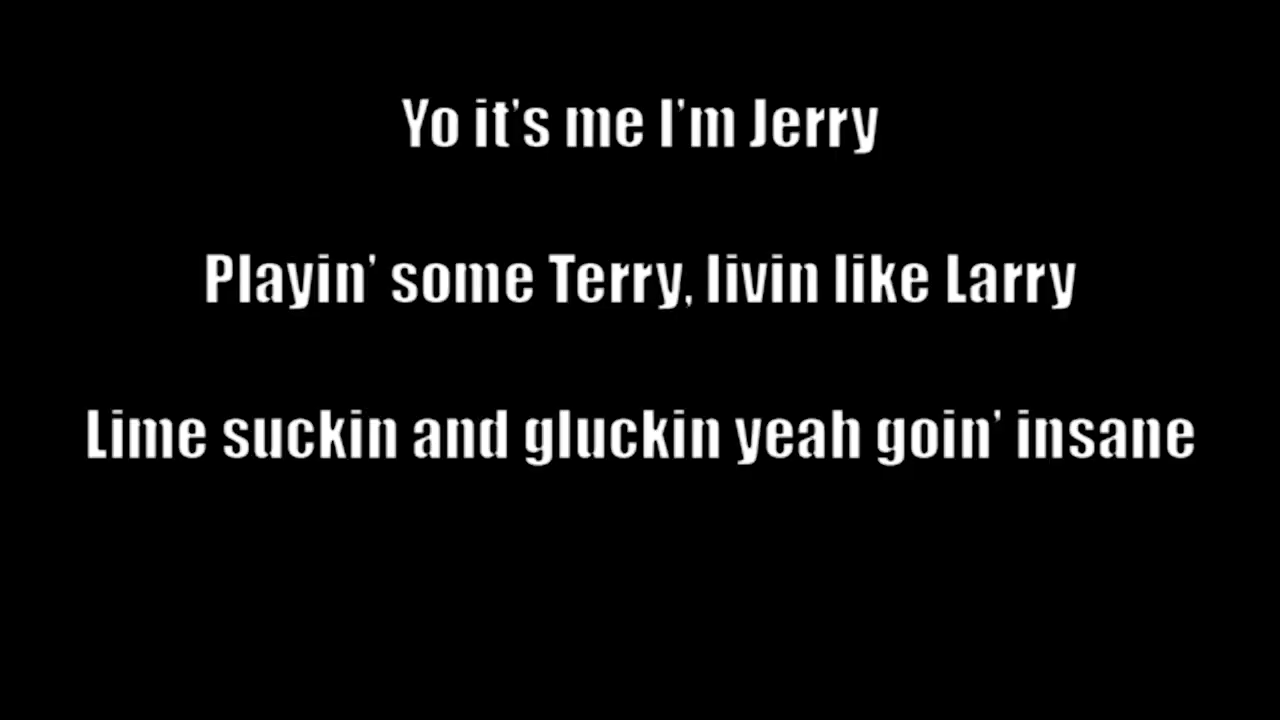 Yo it's me I'm Jerry
Playin' some Terry, livin like Larry
Lime suckin and gluckin yeah goin' insane